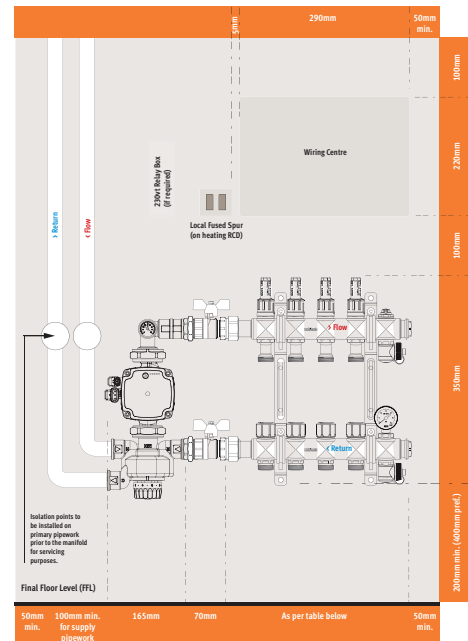 5mm
290mm
50mm
min.
100mm
220mm
100mm
350mm
200mm min. (400mm pref.)
Wiring Centre
230vt Relay Box
(if required)
Local Fused Spur
(on heating RCD)
› Return
‹ Flow
› Flow
‹ Return
Isolation points to
be installed on
primary pipework
prior to the manifold
for servicing
purposes.
Final Floor Level (FFL)
50mm
min.
100mm min.
for supply
pipework
165mm
70mm
As per table below
50mm
min.